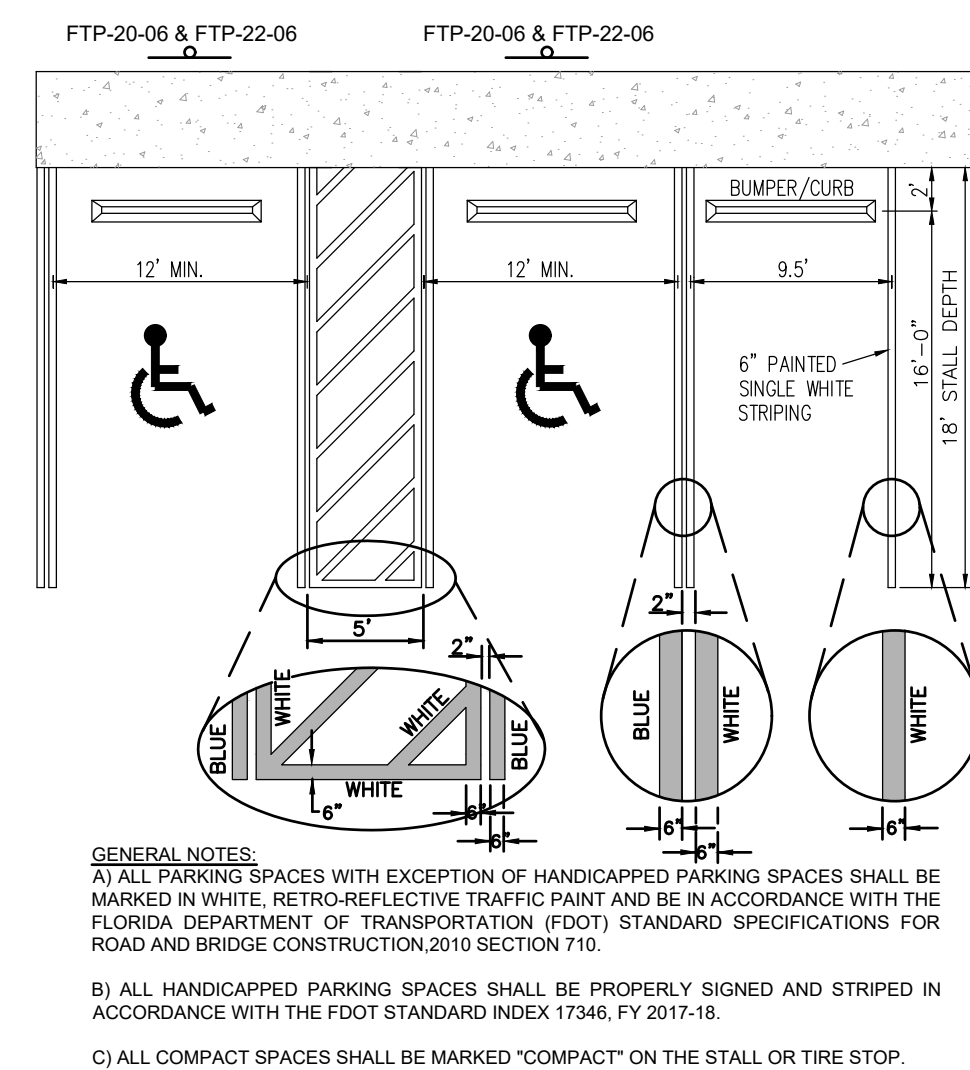 FTP-20-06 & FTP-22-06
FTP-20-06 & FTP-22-06
BUMPER/CURB
2'
12' MIN.
12' MIN.
9.5'
6" PAINTED
SINGLE WHITE
STRIPING
16'-0"
18' STALL DEPTH
5'
2"
2"
BLUE
WHITE
WHITE
BLUE
WHITE
6"
6"
6"
BLUE
WHITE
6"
6"
WHITE
6"
GENERAL NOTES:
A) ALL PARKING SPACES WITH EXCEPTION OF HANDICAPPED PARKING SPACES SHALL BE
MARKED IN WHITE, RETRO-REFLECTIVE TRAFFIC PAINT AND BE IN ACCORDANCE WITH THE
FLORIDA DEPARTMENT OF TRANSPORTATION (FDOT) STANDARD SPECIFICATIONS FOR
ROAD AND BRIDGE CONSTRUCTION,2010 SECTION 710.
B) ALL HANDICAPPED PARKING SPACES SHALL BE PROPERLY SIGNED AND STRIPED IN
ACCORDANCE WITH THE FDOT STANDARD INDEX 17346, FY 2017-18.
C) ALL COMPACT SPACES SHALL BE MARKED "COMPACT" ON THE STALL OR TIRE STOP.